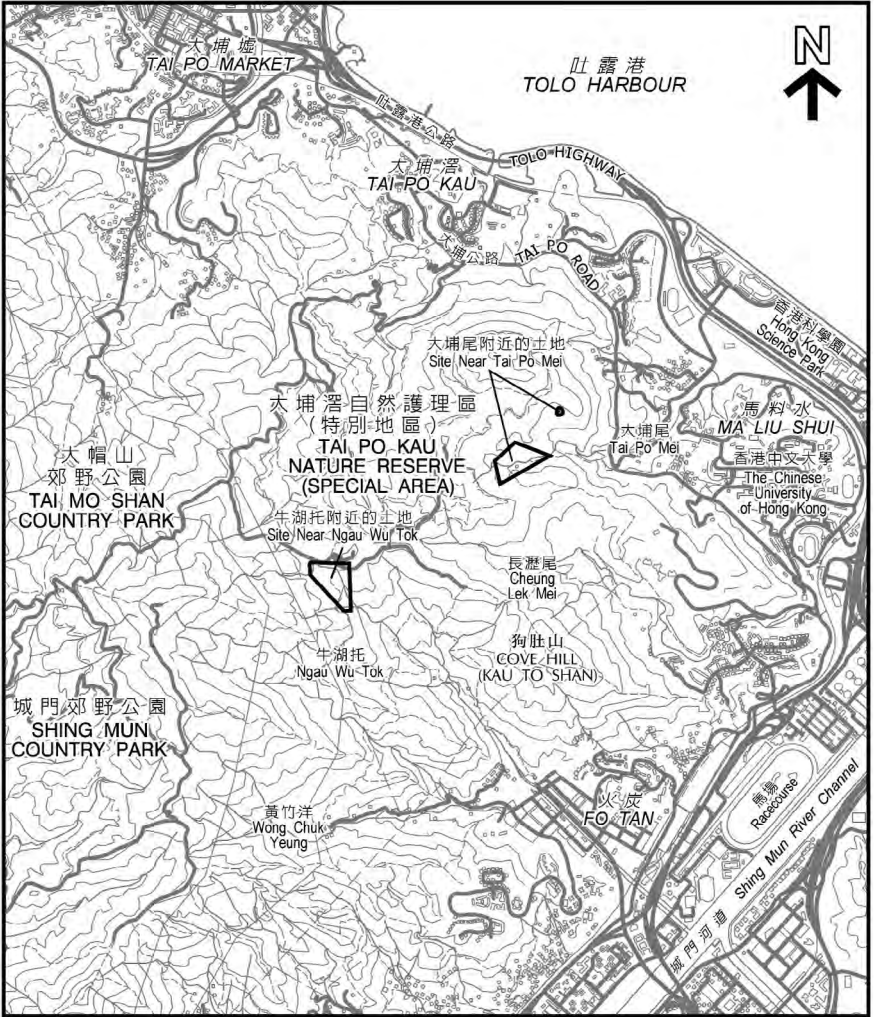 大埔墟
TAI PO MARKET
吐露港
TOLO HARBOUR
N
吐露港公路
TOLO HIGHWAY
大埔滘
TAI PO KAU
大埔公路 TAI PO ROAD
香港科學園
Hong Kong
Science Park
大埔尾附近的土地
Site Near Tai Po Mei
大埔滘自然護理區
(特別地區)
TAI PO KAU
NATURE RESERVE
(SPECIAL AREA)
大埔尾
Tai Po Mei
馬料水
MA LIU SHUI
香港中文大學
The Chinese
University
of Hong Kong
大帽山
郊野公園
TAI MO SHAN
COUNTRY PARK
牛湖托附近的土地
Site Near Ngau Wu Tok
長瀝尾
Cheung
Lek Mei
牛湖托
Ngau Wu Tok
狗肚山
COVE HILL
(KAU TO SHAN)
城門郊野公園
SHING MUN
COUNTRY PARK
黃竹洋
Wong Chuk
Yeung
火炭
FO TAN
馬場
Racecourse
城門河道 Shing Mun River Channel